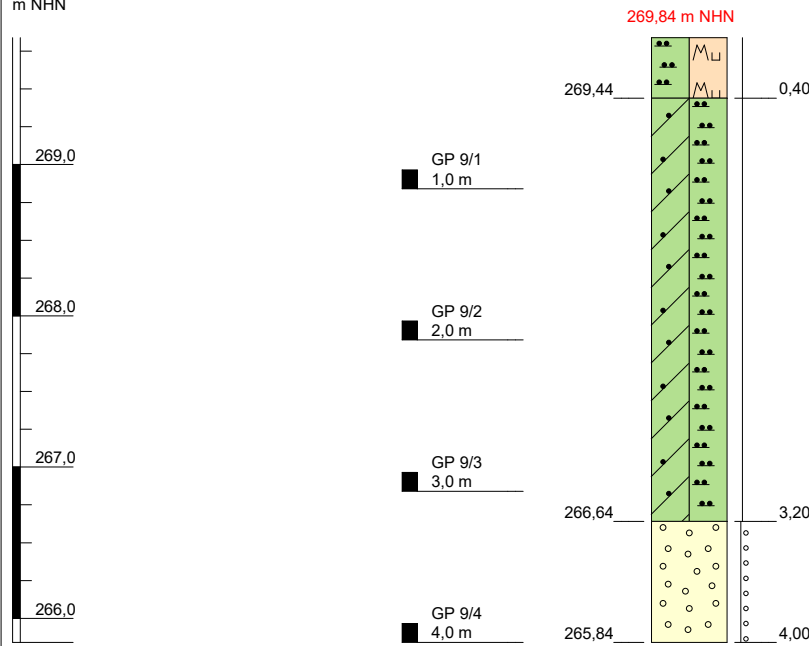 m NHN
269,84 m NHN
269,44
0,40
269,0
GP 9/1
1,0 m
268,0
GP 9/2
2,0 m
267,0
GP 9/3
3,0 m
266,64
3,20
266,0
GP 9/4
4,0 m
265,84
4,00